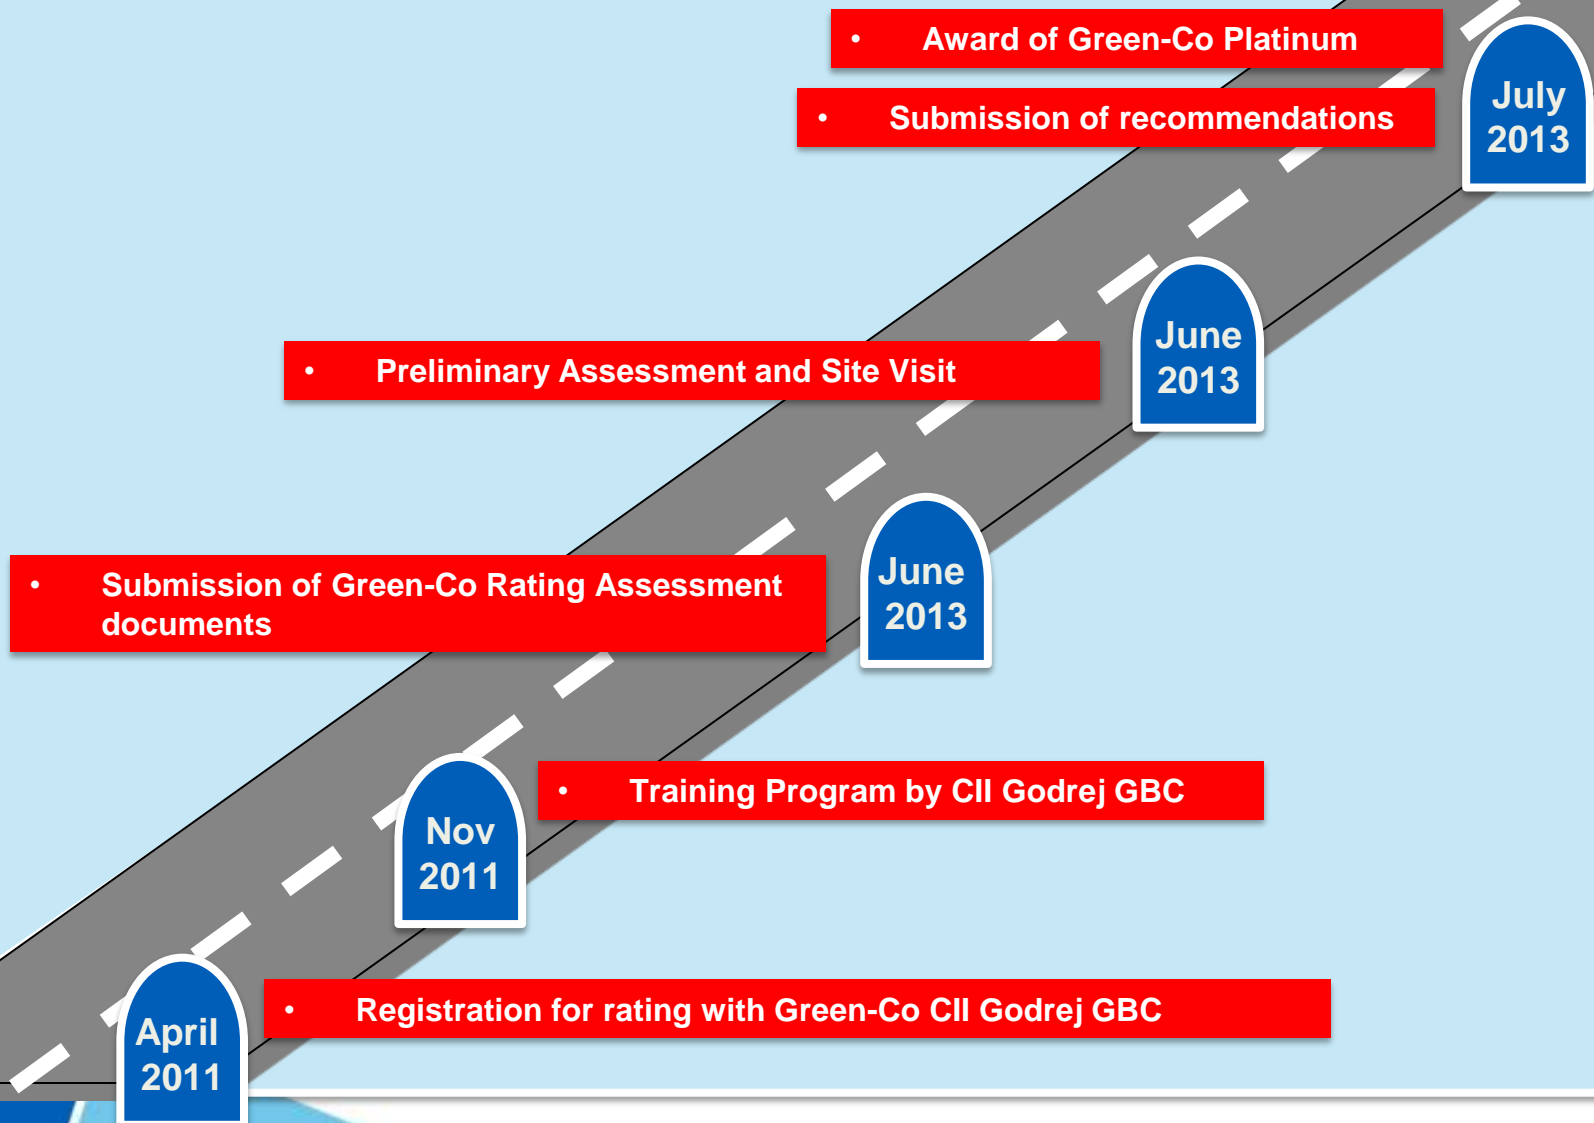 • Award of Green-Co Platinum
• Submission of recommendations
July
2013
• Preliminary Assessment and Site Visit
June
2013
• Submission of Green-Co Rating Assessment
documents
June
2013
Nov
2011
• Training Program by CII Godrej GBC
April
2011
• Registration for rating with Green-Co CII Godrej GBC